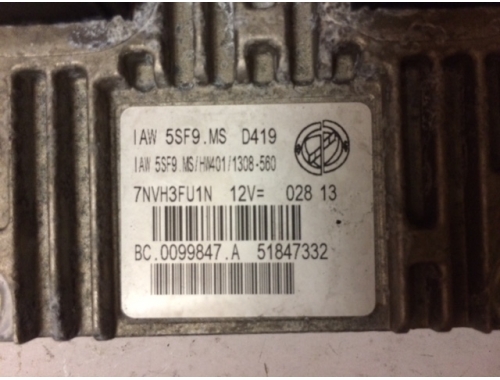 IAW 5SF9.MS D419
IAW 5SF9.MS/HW401/1308-560
7NVH3FU1N 12V= 028 13
BC.0099847.A 51847332